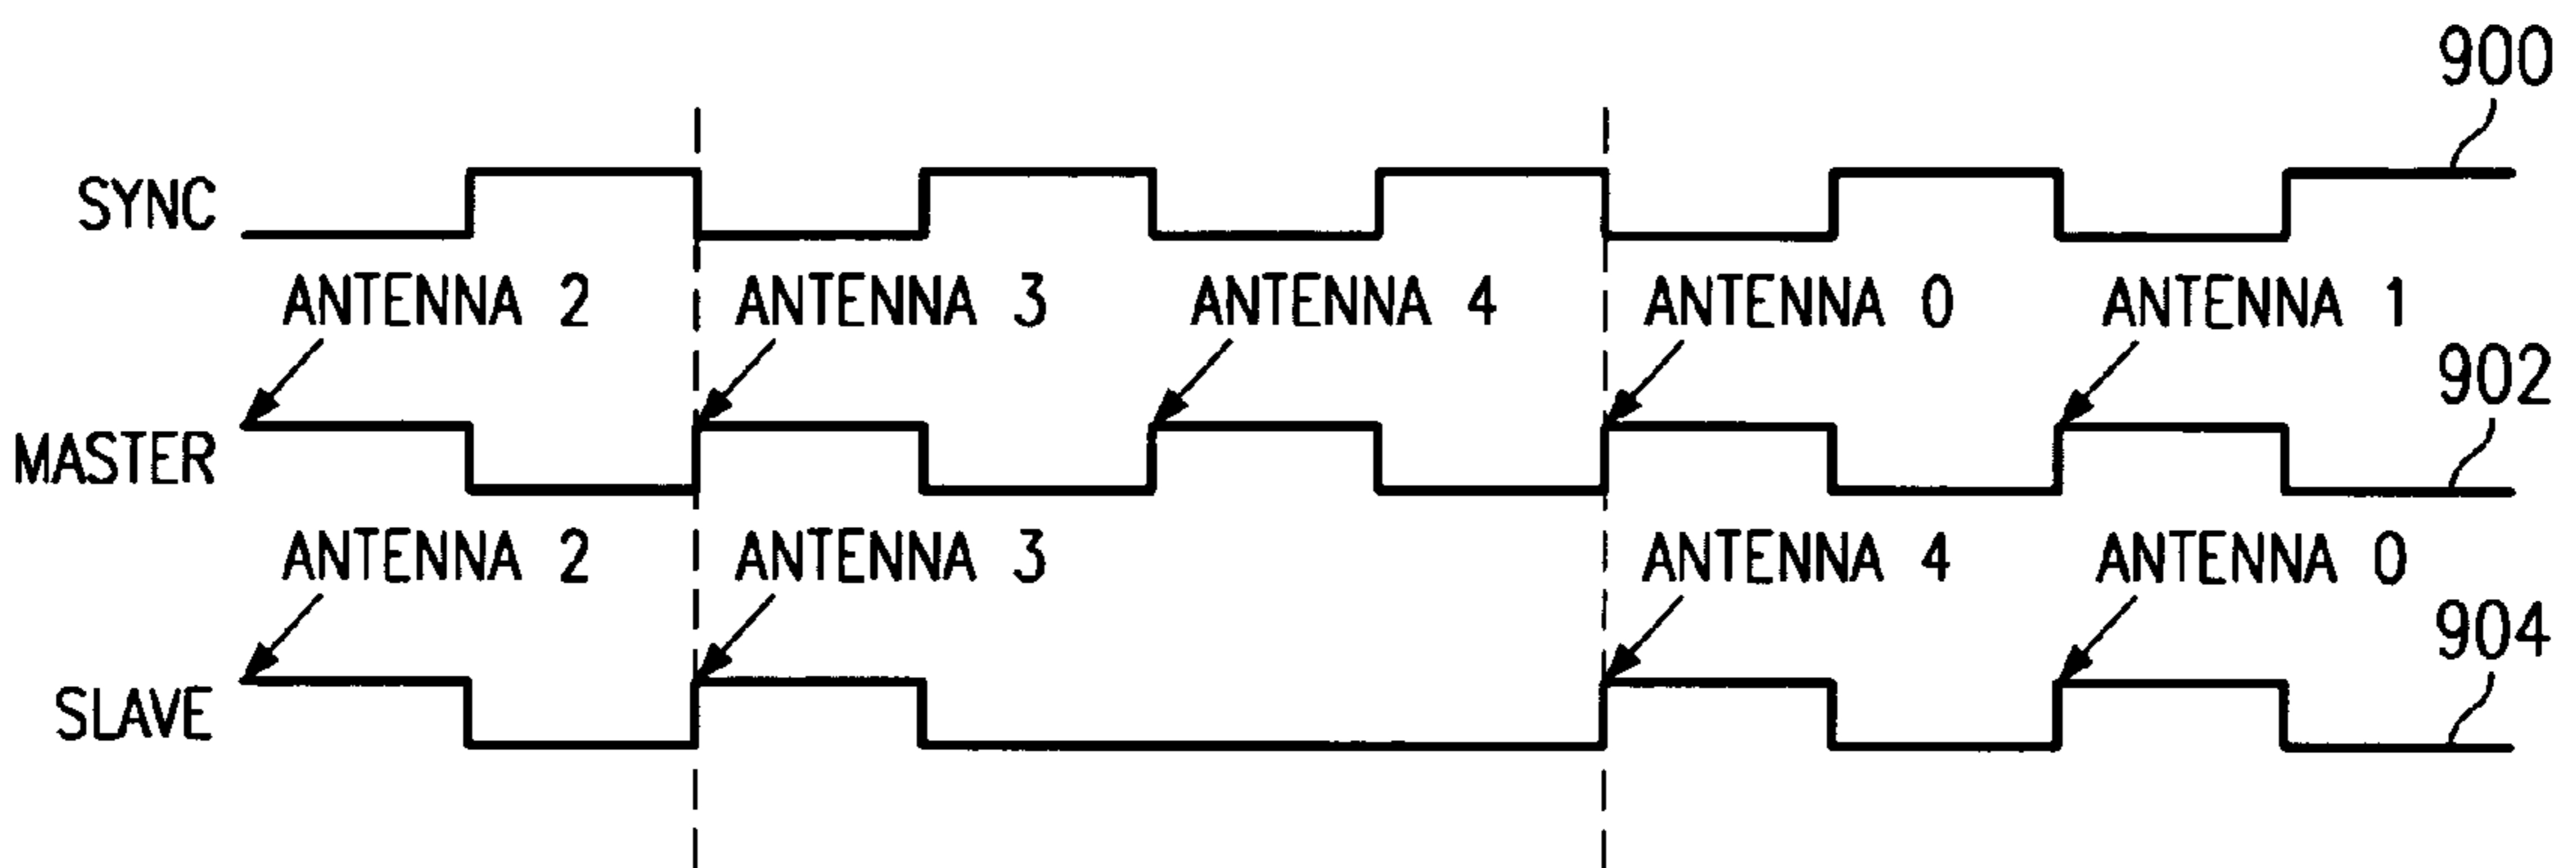 900
SYNC
ANTENNA 2 ANTENNA 3 ANTENNA 4 ANTENNA 0 ANTENNA 1
902
MASTER
ANTENNA 2 ANTENNA 3 ANTENNA 4 ANTENNA 0
904
SLAVE